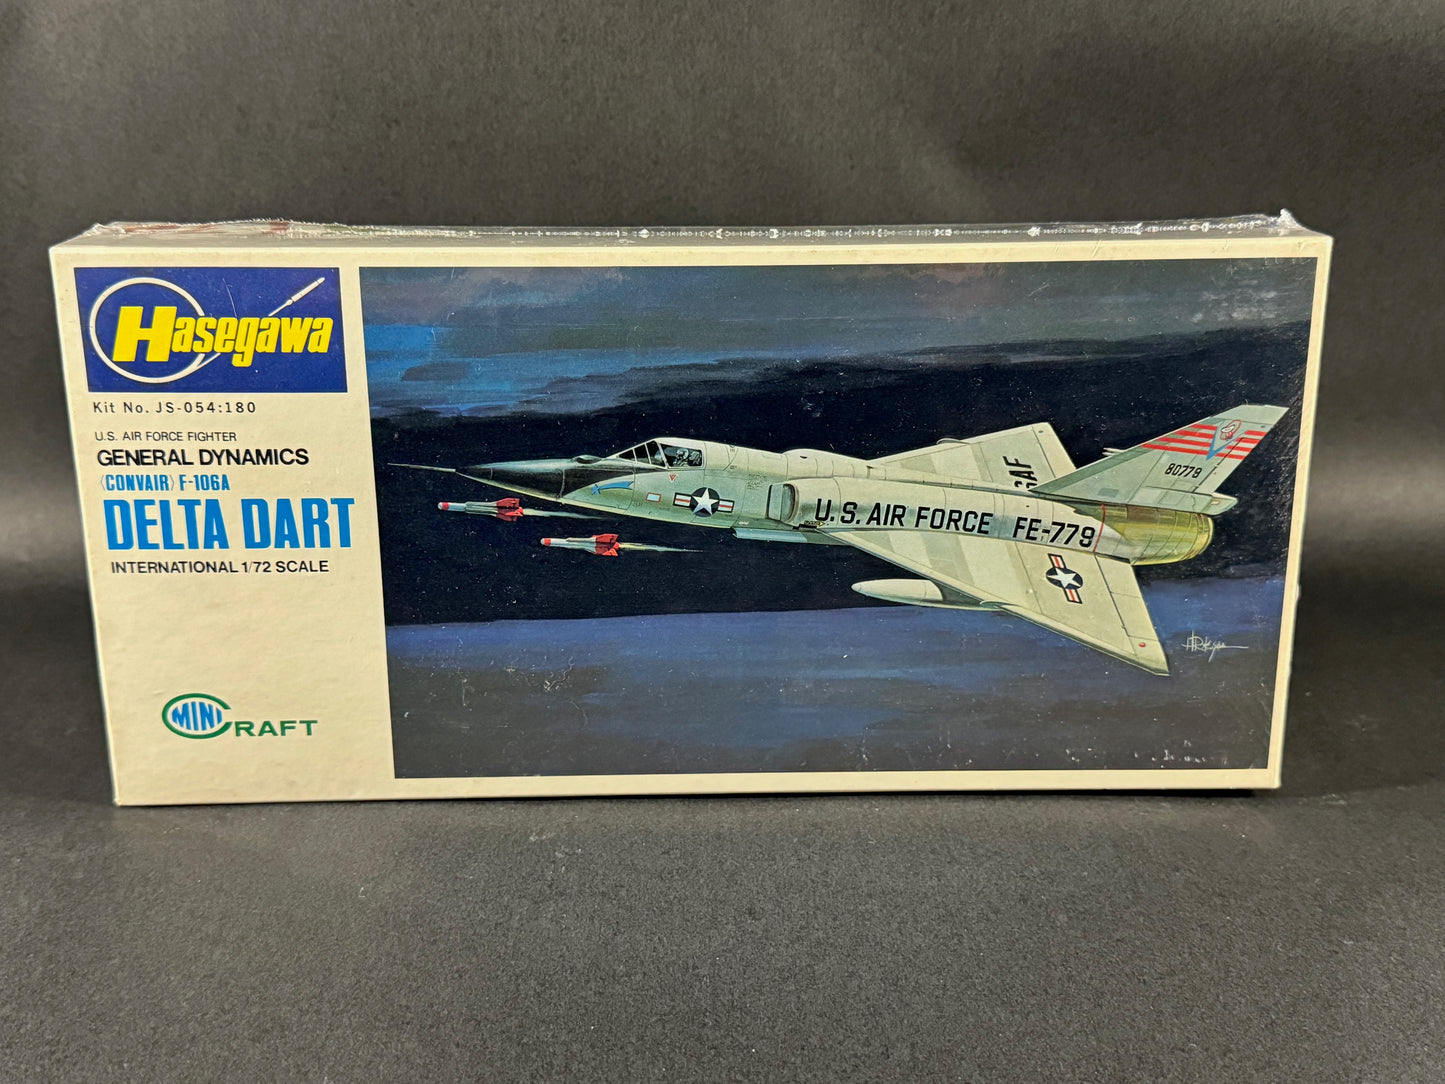 Hasegawa
Kit No. JS-054:180
U.S. AIR FORCE FIGHTER
GENERAL DYNAMICS
〈CONVAIR〉 F-106A
DELTA DART
INTERNATIONAL 1/72 SCALE
MINICRAFT
U.S. AIR FORCE FE-779
80779